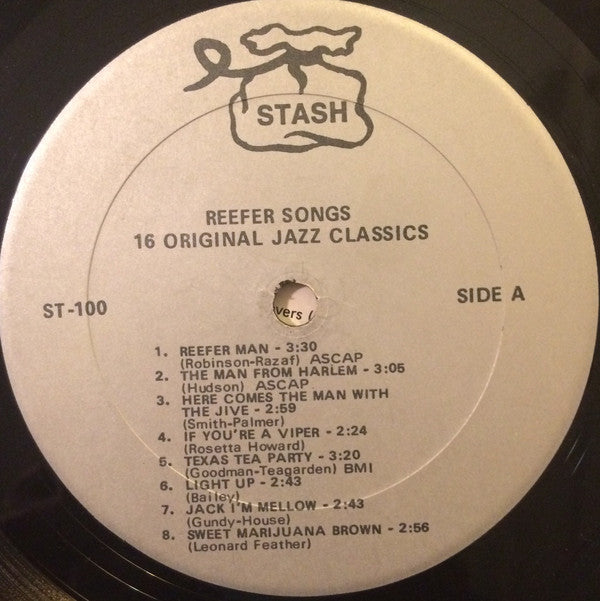 STASH
REEFER SONGS
16 ORIGINAL JAZZ CLASSICS
ST-100
SIDE A
vers (
1. REEFER MAN - 3:30
(Robinson-Razaf) ASCAP
2. THE MAN FROM HARLEM - 3:05
(Hudson) ASCAP
3. HERE COMES THE MAN WITH
THE JIVE - 2:59
(Smith-Palmer)
4. IF YOU'RE A VIPER - 2:24
(Rosetta Howard)
5. TEXAS TEA PARTY - 3:20
(Goodman-Teagarden) BMI
6. LIGHT UP - 2:43
(Bailey)
7. JACK I'M MELLOW - 2:43
(Gundy-House)
8. SWEET MARIJUANA BROWN - 2:56
(Leonard Feather)